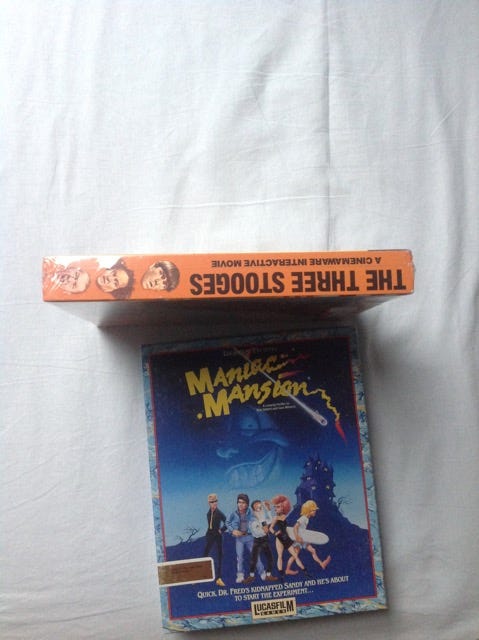 THE THREE STOOGES
A CINEMAWARE INTERACTIVE MOVIE
MANIAC
MANSION
QUICK, DR. FRED'S KIDNAPPED SANDY AND HE'S ABOUT
TO START THE EXPERIMENT...
LUCASFILM
GAMES